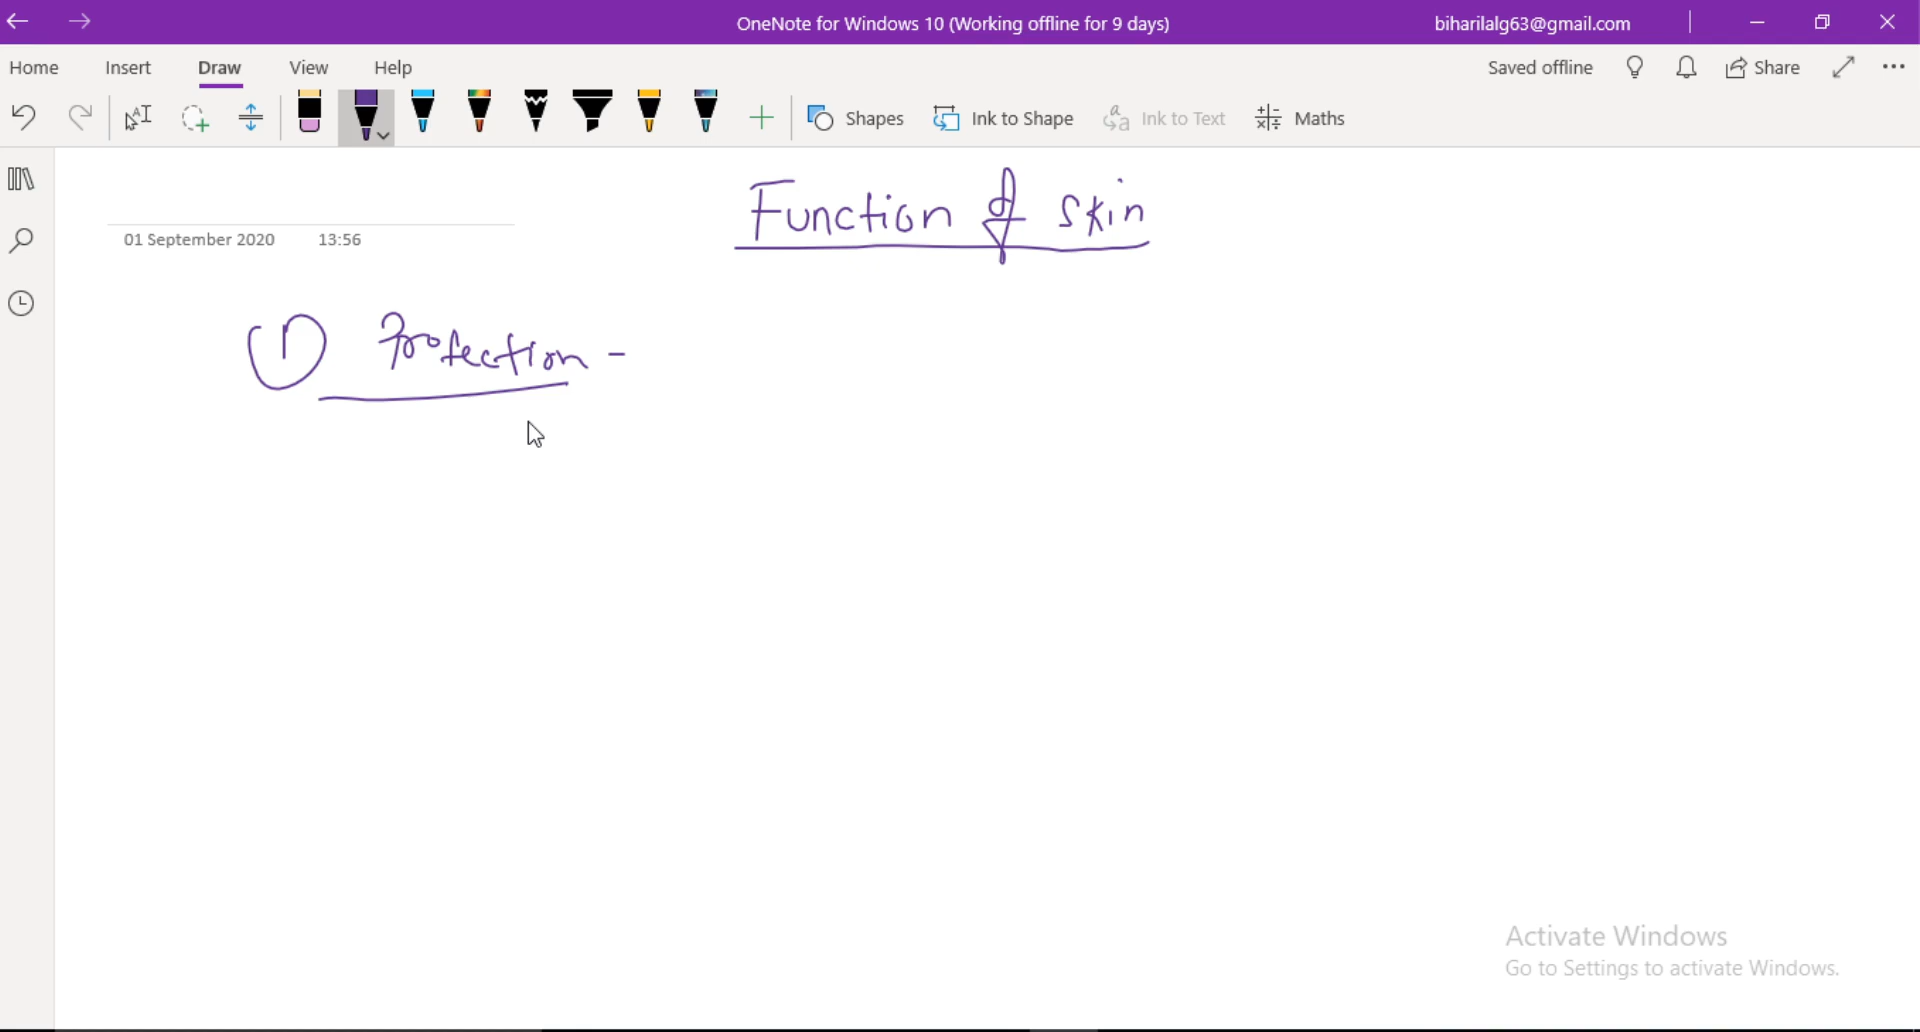 OneNote for Windows 10 (Working offline for 9 days)
biharilalg63@gmail.com
Home Insert Draw View Help
Saved offline
Share
Shapes Ink to Shape Ink to Text Maths
Function of skin
01 September 2020 13:56
1 Protection -
Activate Windows
Go to Settings to activate Windows.